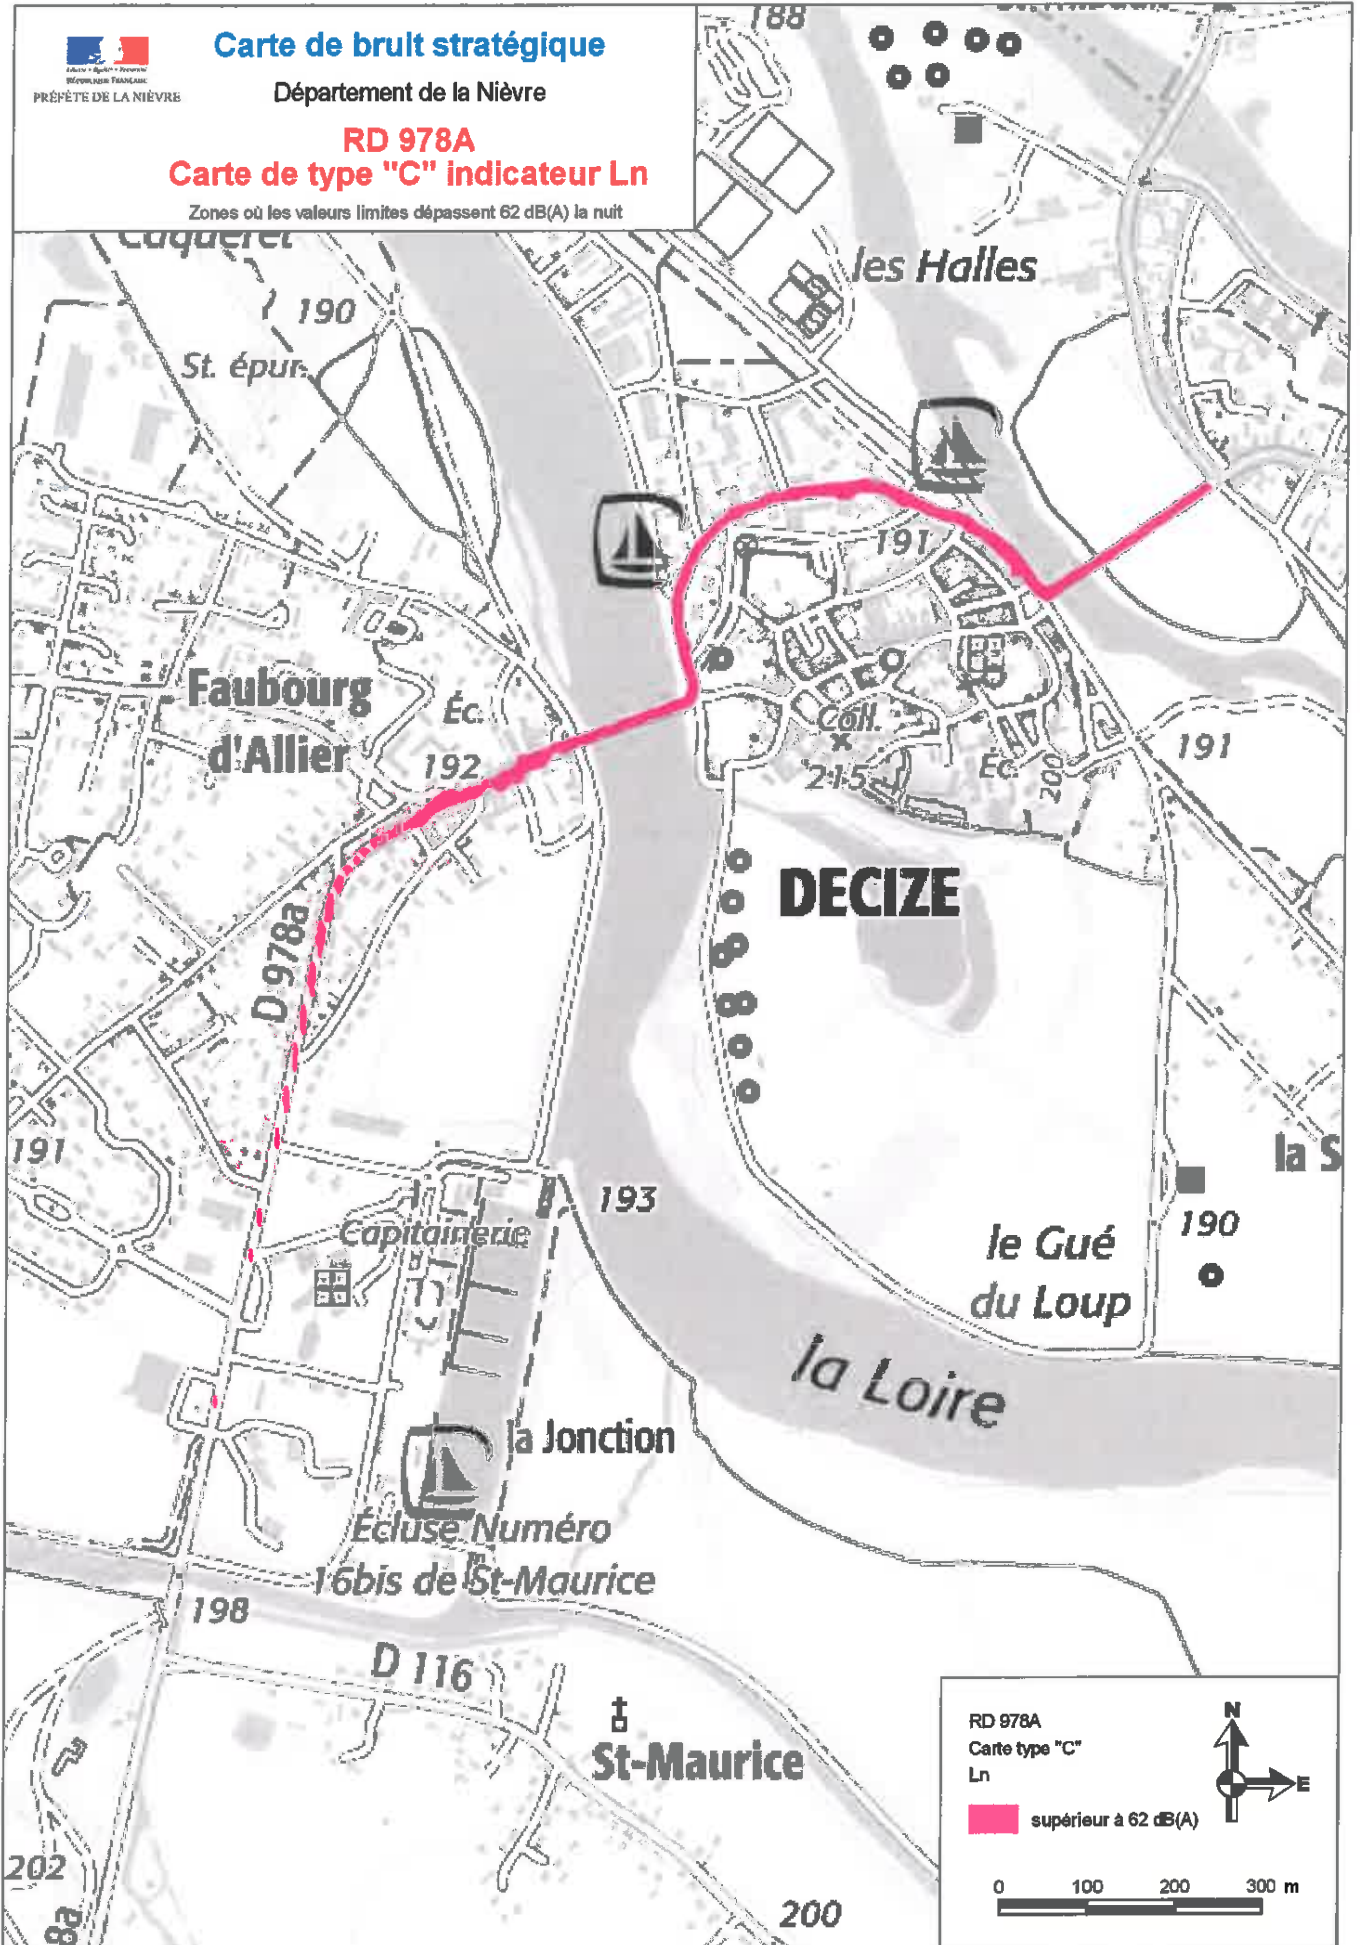 PRÉFÈTE DE LA NIÈVRE
Carte de bruit stratégique
Département de la Nièvre
RD 978A
Carte de type "C" indicateur Ln
Zones où les valeurs limites dépassent 62 dB(A) la nuit
188
Caqueret
les Halles
190
St. épur.
191
Faubourg
d'Allier
Éc.
192
Coll.
215
Éc.
200
191
DECIZE
D 978a
191
193
Capitainerie
la S
190
le Gué
du Loup
la Loire
la Jonction
Écluse Numéro
16bis de St-Maurice
198
D 116
St-Maurice
202
8a
200
RD 978A
Carte type "C"
Ln
supérieur à 62 dB(A)
N
E
0 100 200 300 m